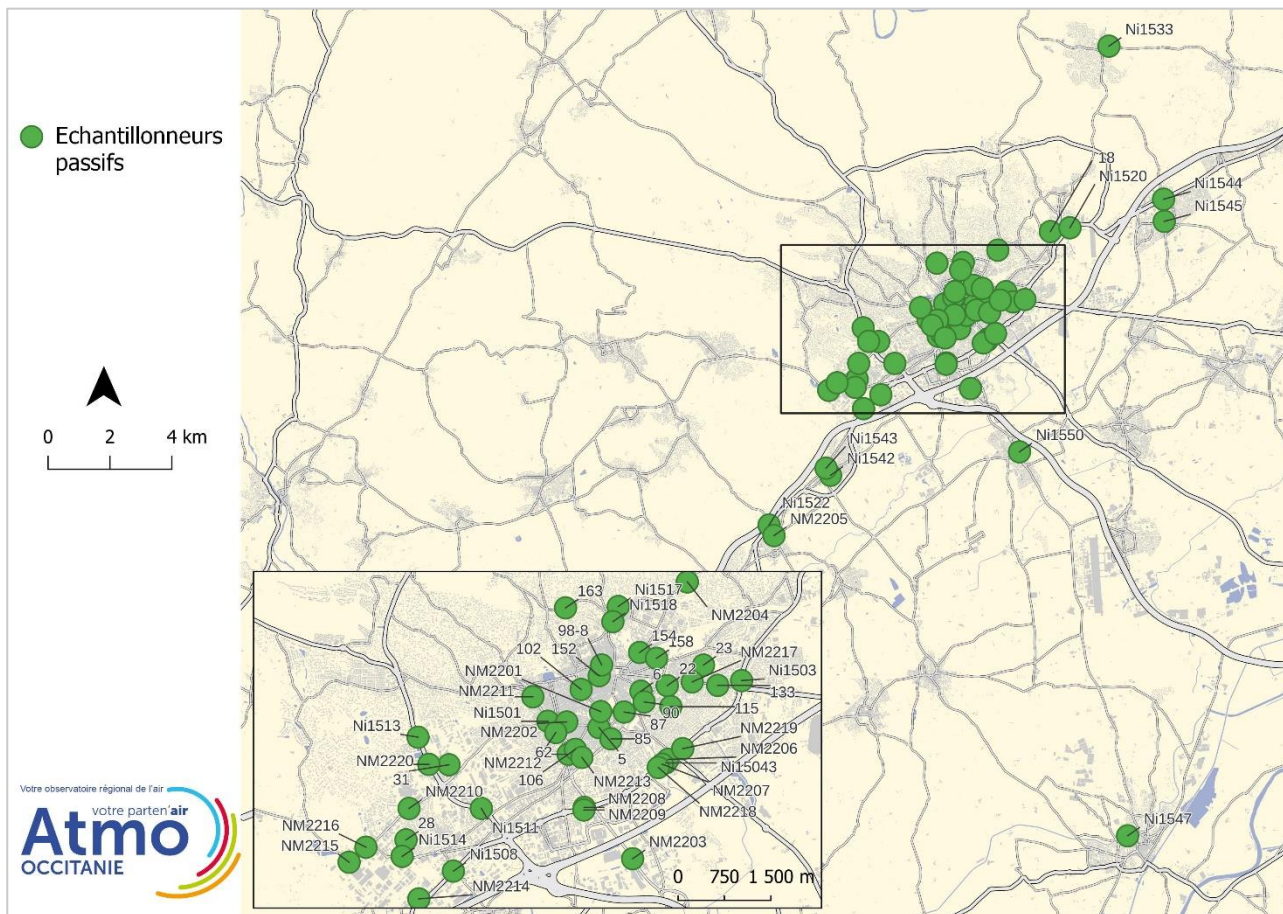 Echantillonneurs
passifs
0 2 4 km
Votre observatoire régional de l'air
votre parten'air
Atmo
OCCITANIE
Ni1533
18
Ni1520
Ni1544
Ni1545
Ni1543
Ni1542
Ni1550
Ni1522
NM2205
Ni1547
163
Ni1517
Ni1518
NM2204
98-8
102
152
154
158
23
NM2217
NM2201
6
22
Ni1503
NM2211
133
Ni1501
115
90
Ni1513
NM2202
87
NM2219
85
NM2206
62
NM2220
NM2212
5
Ni15043
31
106
NM2213
NM2207
NM2210
NM2208
NM2218
28
NM2209
NM2216
Ni1514
Ni1511
NM2215
Ni1508
NM2203
NM2214
0 750 1 500 m